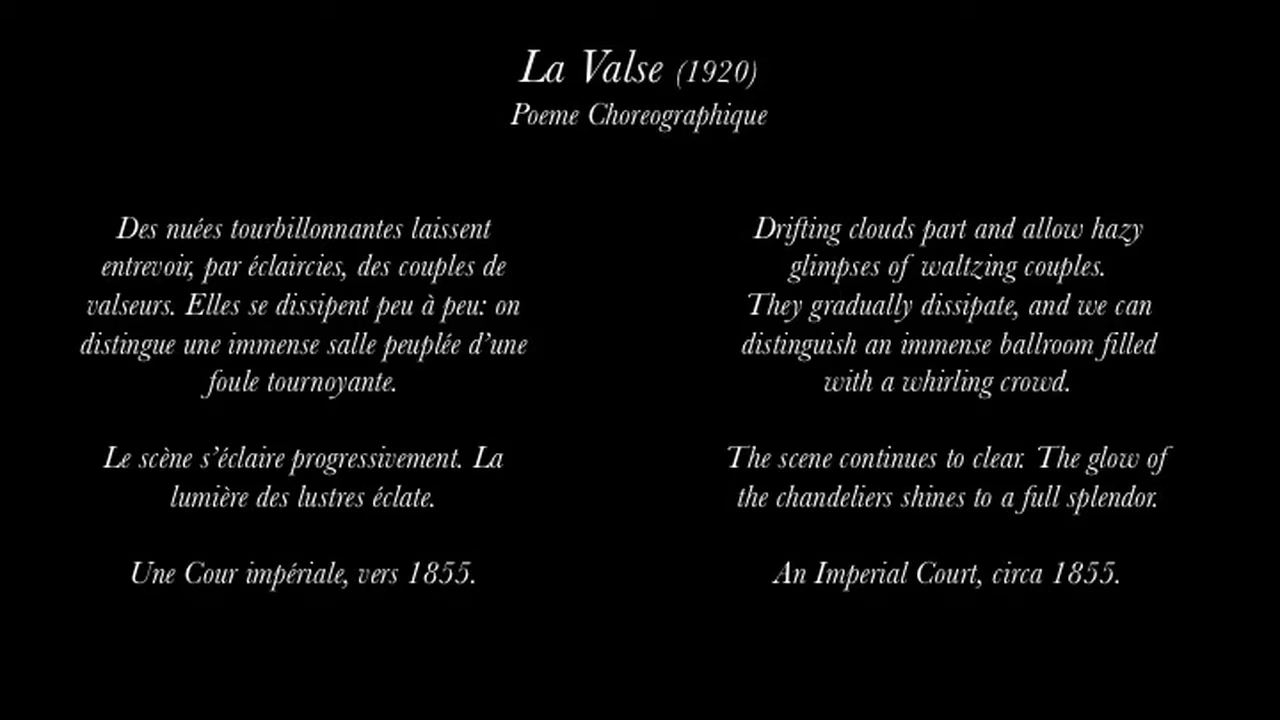 La Valse (1920)
Poeme Choreographique
Des nuées tourbillonnantes laissent
entrevoir, par éclaircies, des couples de
valseurs. Elles se dissipent peu à peu: on
distingue une immense salle peuplée d’une
foule tournoyante.
Le scène s’éclaire progressivement. La
lumière des lustres éclate.
Une Cour impériale, vers 1855.
Drifting clouds part and allow hazy
glimpses of waltzing couples.
They gradually dissipate, and we can
distinguish an immense ballroom filled
with a whirling crowd.
The scene continues to clear. The glow of
the chandeliers shines to a full splendor.
An Imperial Court, circa 1855.